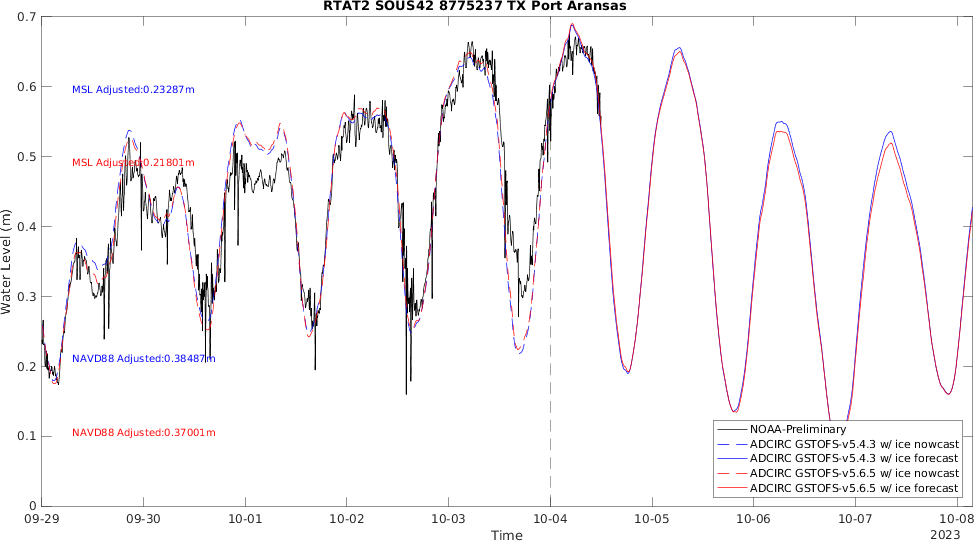 RTAT2 SOUS42 8775237 TX Port Aransas
0.7
0.6
0.5
0.4
0.3
0.2
0.1
0
Water Level (m)
MSL Adjusted:0.23287m
MSL Adjusted:0.21801m
NAVD88 Adjusted:0.38487m
NAVD88 Adjusted:0.37001m
NOAA-Preliminary
ADCIRC GSTOFS-v5.4.3 w/ ice nowcast
ADCIRC GSTOFS-v5.4.3 w/ ice forecast
ADCIRC GSTOFS-v5.6.5 w/ ice nowcast
ADCIRC GSTOFS-v5.6.5 w/ ice forecast
09-29 09-30 10-01 10-02 10-03 10-04 10-05 10-06 10-07 10-08
2023
Time